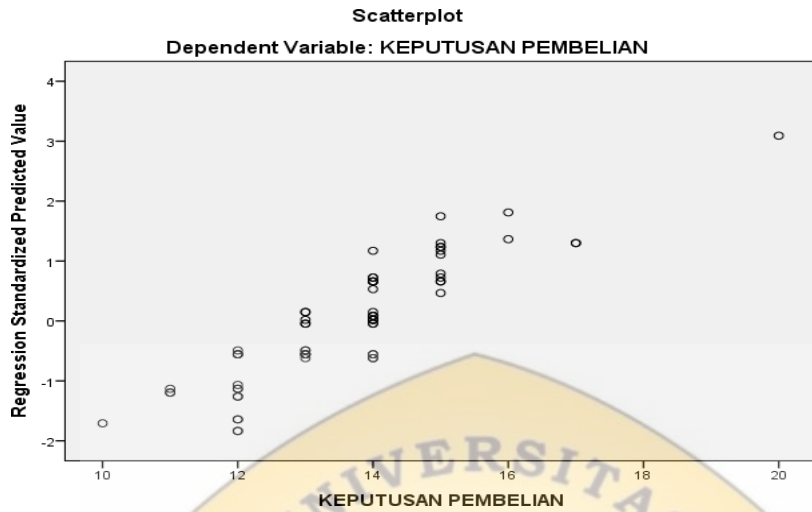 Scatterplot
Dependent Variable: KEPUTUSAN PEMBELIAN
Regression Standardized Predicted Value
4
3
2
1
0
-1
-2
10 12 14 16 18 20
KEPUTUSAN PEMBELIAN